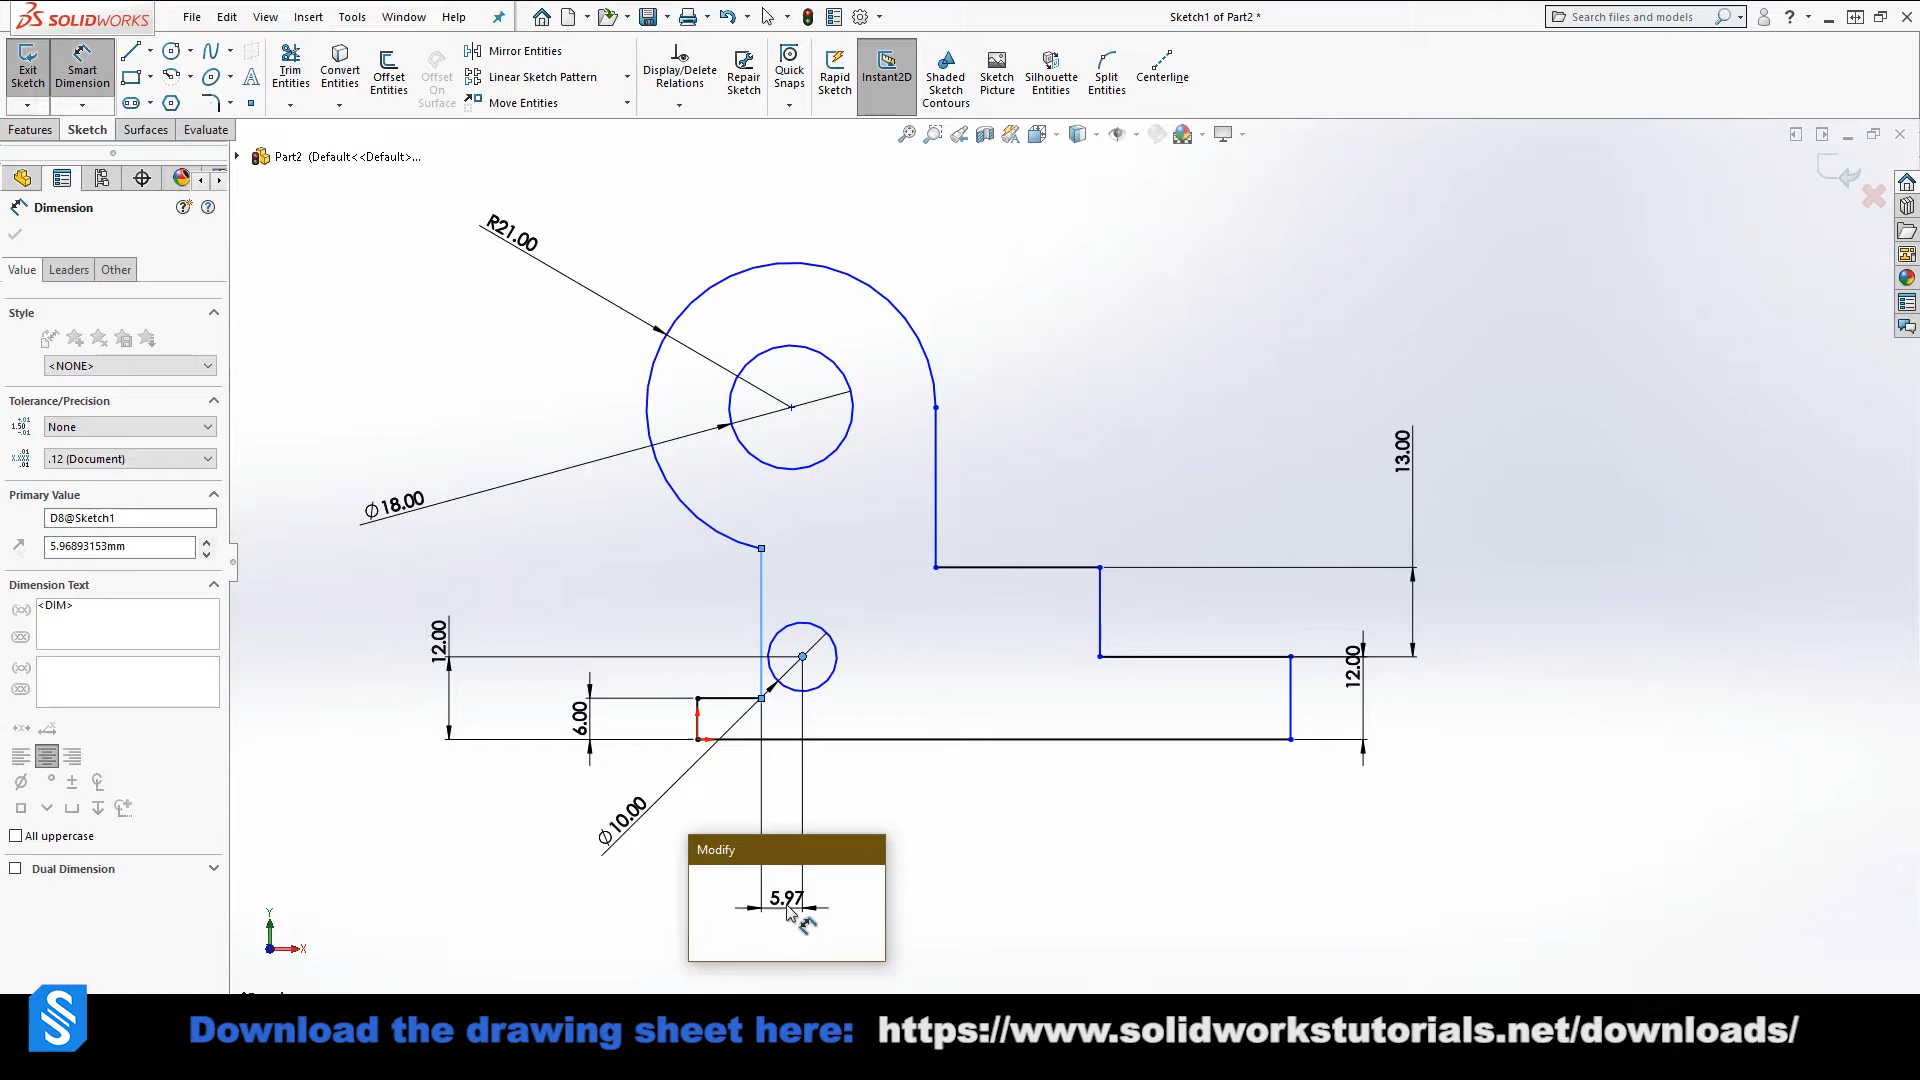 SOLIDWORKS
File Edit View Insert Tools Window Help
Sketch1 of Part2 *
Search files and models
Exit Sketch
Smart Dimension
Trim Entities
Convert Entities
Offset Entities
Offset On Surface
Mirror Entities
Linear Sketch Pattern
Move Entities
Display/Delete Relations
Repair Sketch
Quick Snaps
Rapid Sketch
Instant2D
Shaded Sketch Contours
Sketch Picture
Silhouette Entities
Split Entities
Centerline
Features Sketch Surfaces Evaluate
Part2 (Default<<Default>...
Dimension
Value Leaders Other
Style
<NONE>
Tolerance/Precision
None
.12 (Document)
Primary Value
D8@Sketch1
5.96893153mm
Dimension Text
<DIM>
All uppercase
Dual Dimension
R21.00
Ø18.00
13.00
12.00
6.00
12.00
Ø10.00
Modify
5.97
Y
X
Download the drawing sheet here: https://www.solidworkstutorials.net/downloads/